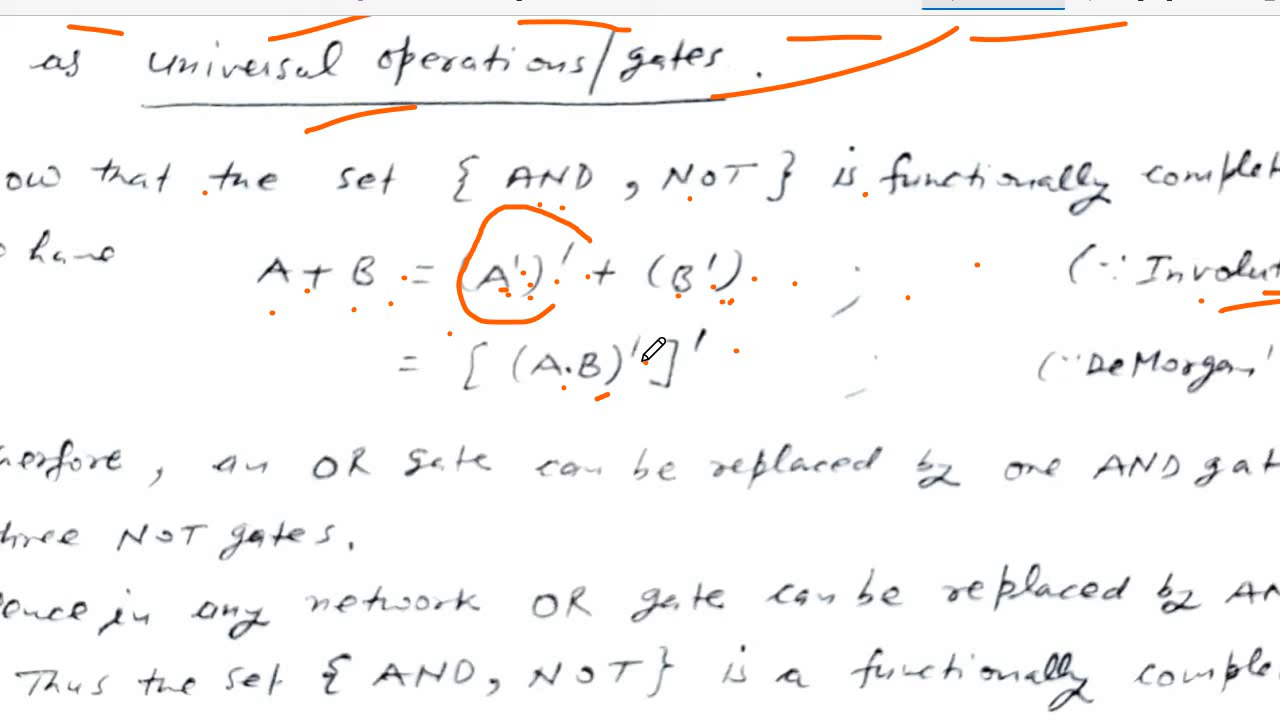 as universal operations/gates.
ow that the set { AND, NOT } is functionally complet
have A + B = (A')' + (B') ; (∵ Involut
= [ (A.B)' ]' ; (∵ DeMorgan'
herfore, an OR gate can be replaced by one AND gat
three NOT gates.
ence in any network OR gate can be replaced by AN
Thus the set { AND, NOT } is a functionally comple